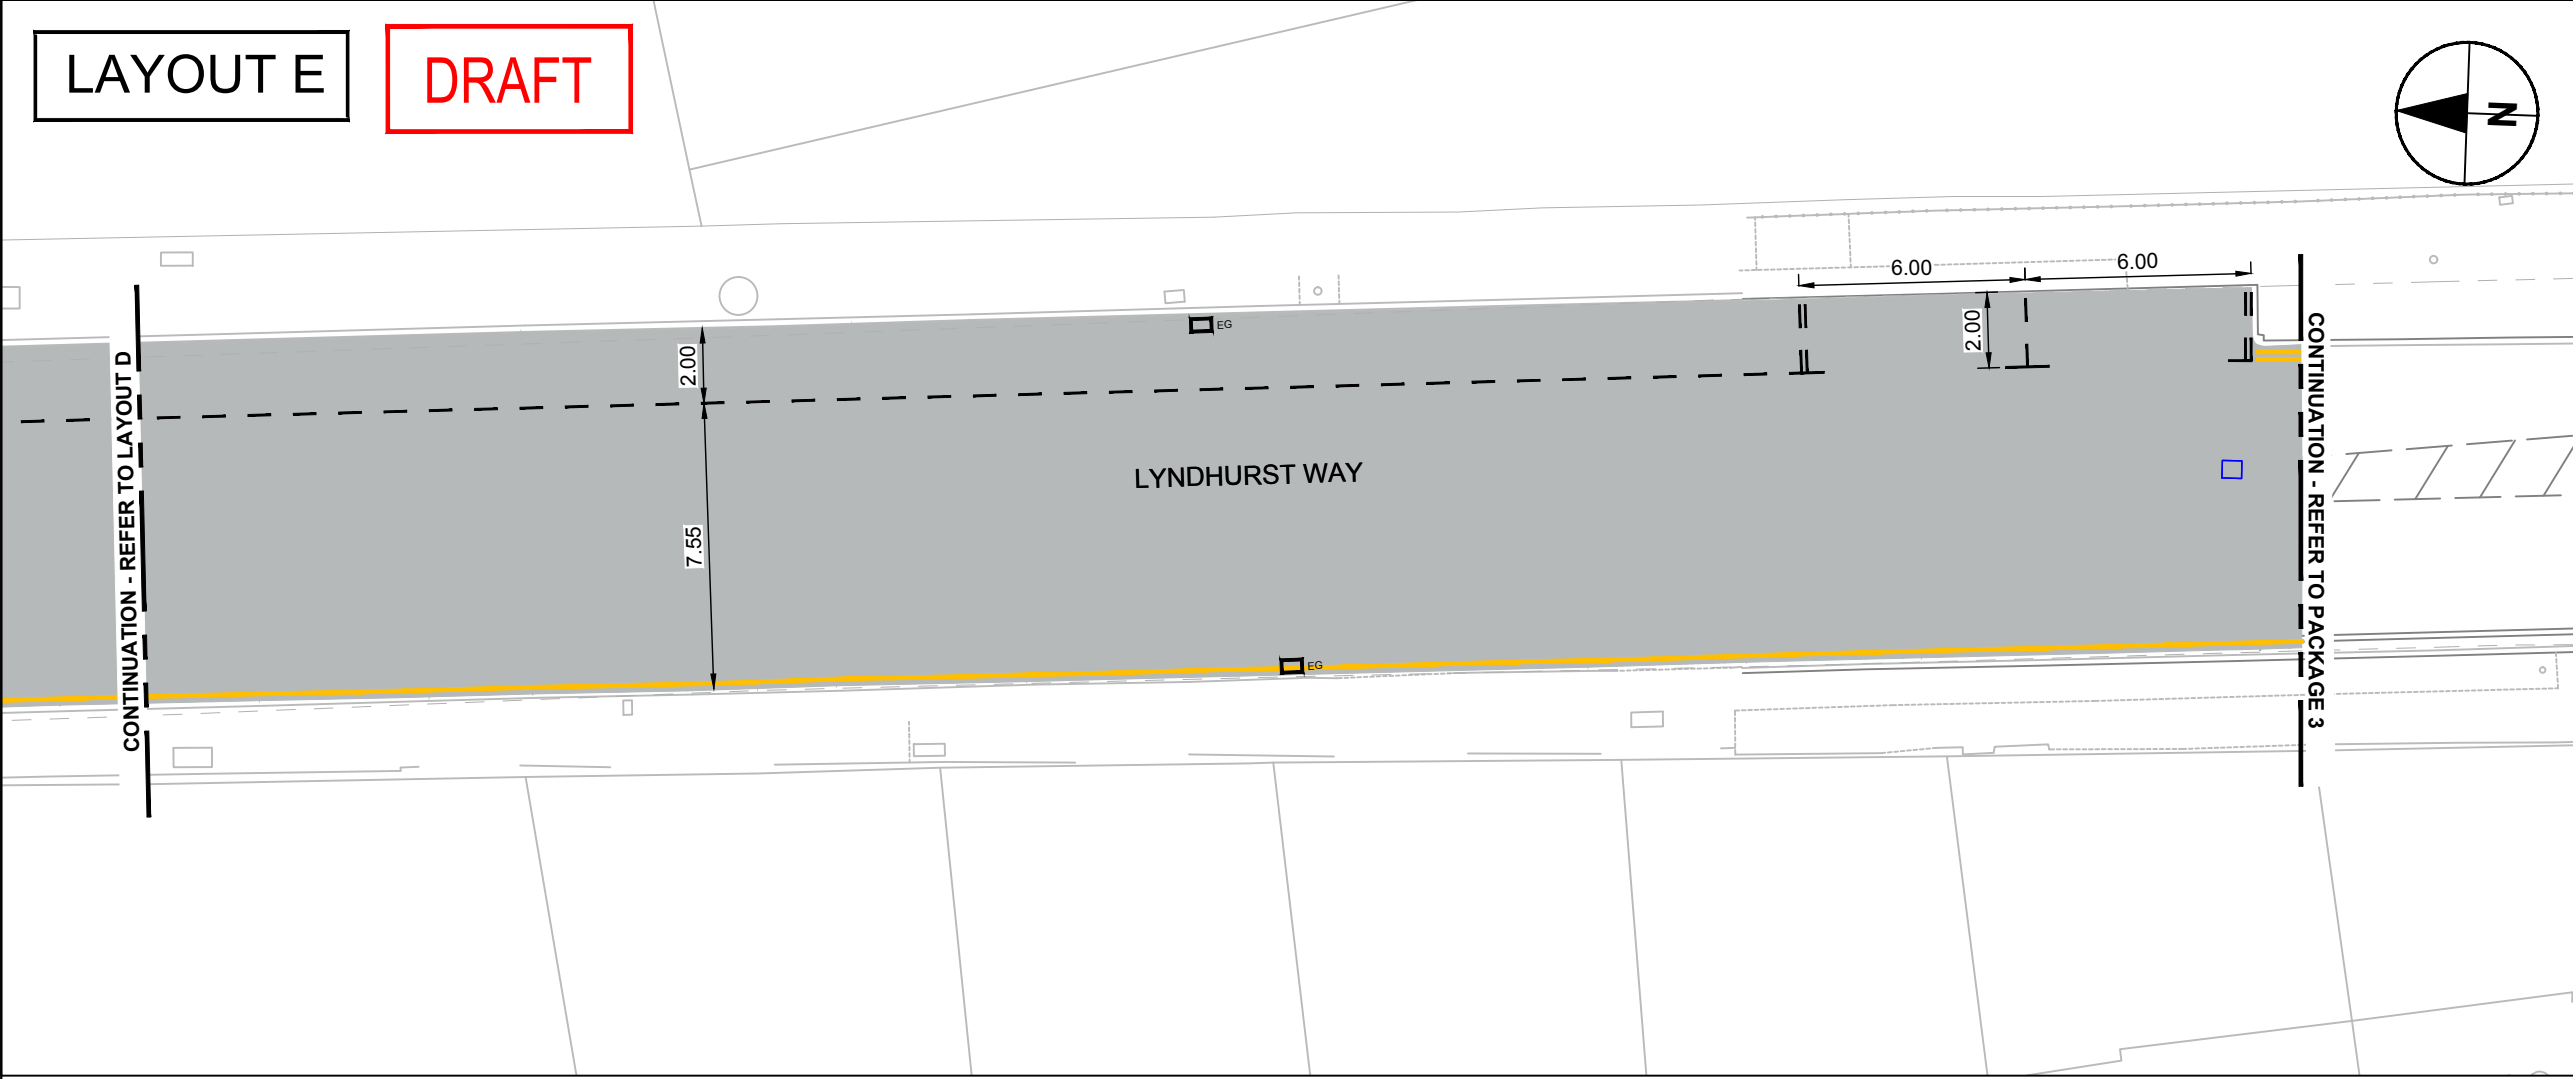 LAYOUT E
DRAFT
N
6.00
6.00
2.00
2.00
EG
CONTINUATION - REFER TO LAYOUT D
LYNDHURST WAY
CONTINUATION - REFER TO PACKAGE 3
7.55
EG